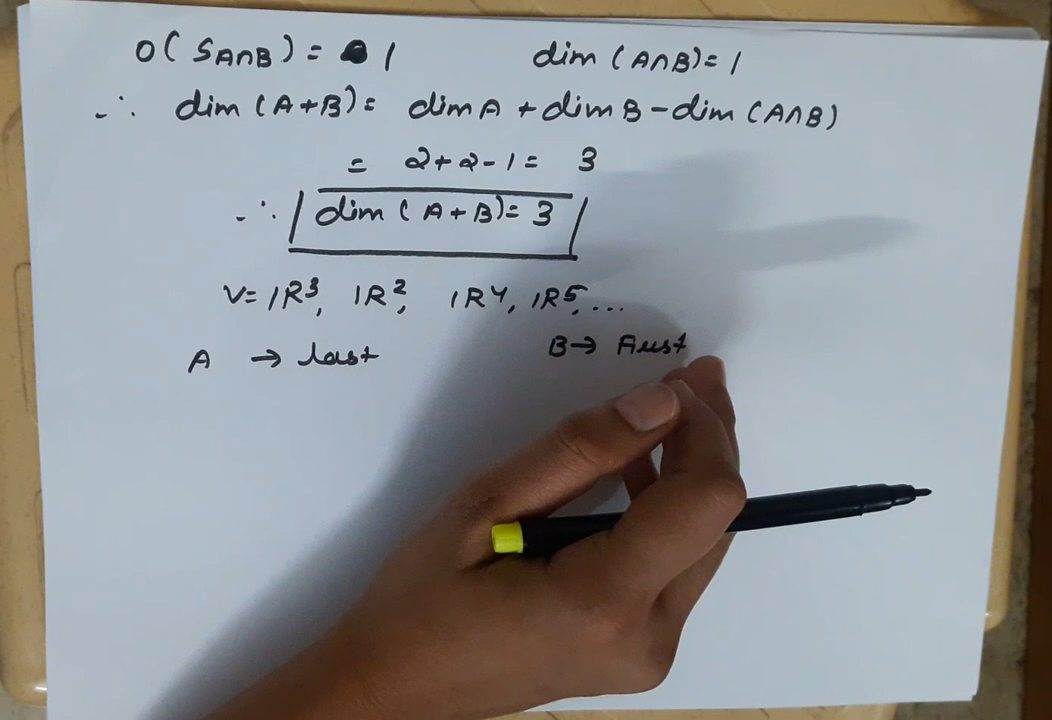 O( S_A∩B ) = 1 dim (A∩B) = 1
∴ dim (A+B) = dim A + dim B - dim (A∩B)
= 2+2-1 = 3
∴ dim (A+B) = 3
V = IR³, IR², IR⁴, IR⁵, ...
A → last B → First